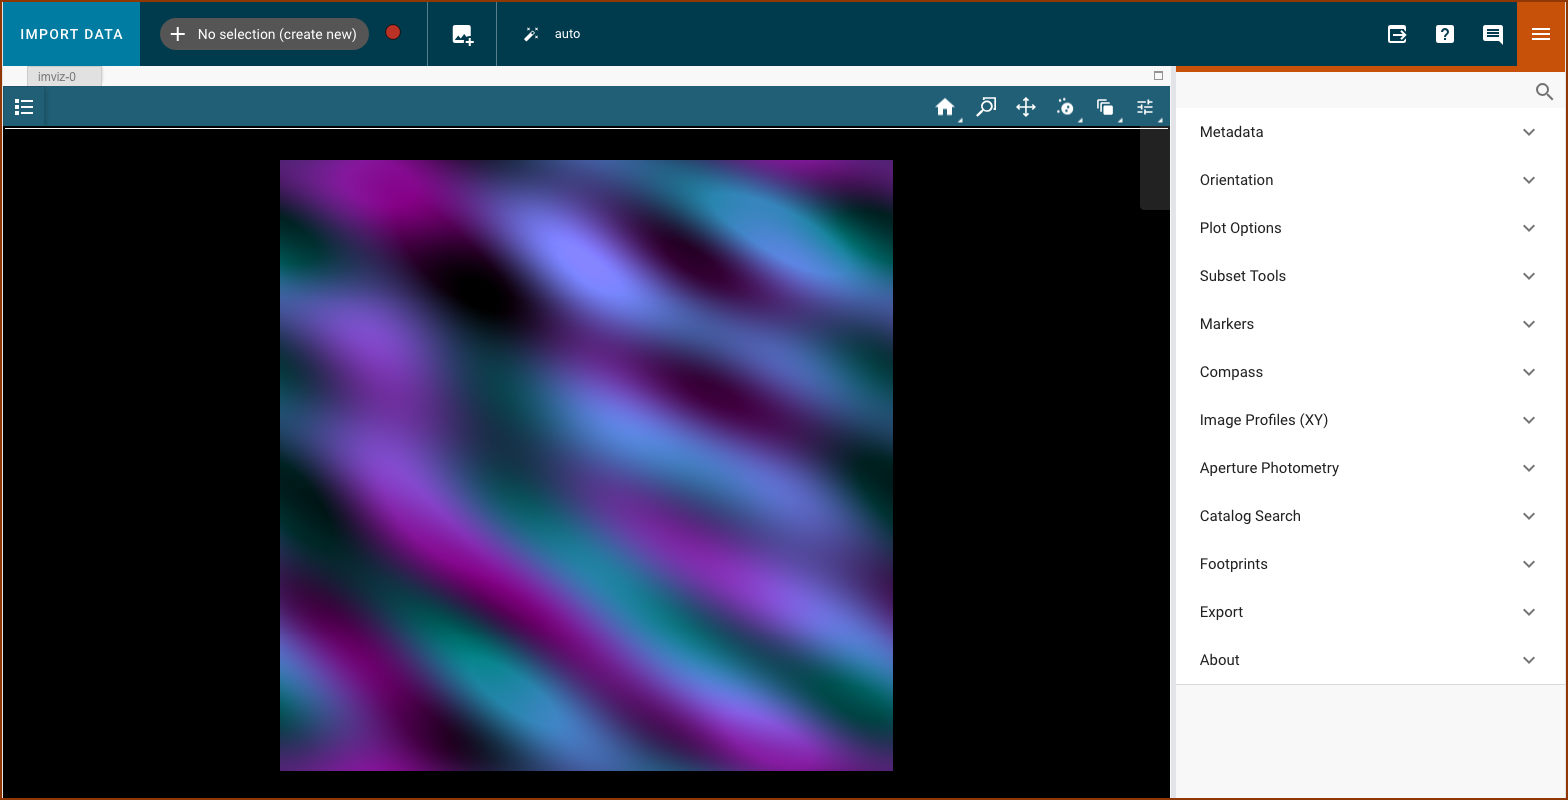 IMPORT DATA
No selection (create new)
auto
imviz-0
Metadata
Orientation
Plot Options
Subset Tools
Markers
Compass
Image Profiles (XY)
Aperture Photometry
Catalog Search
Footprints
Export
About